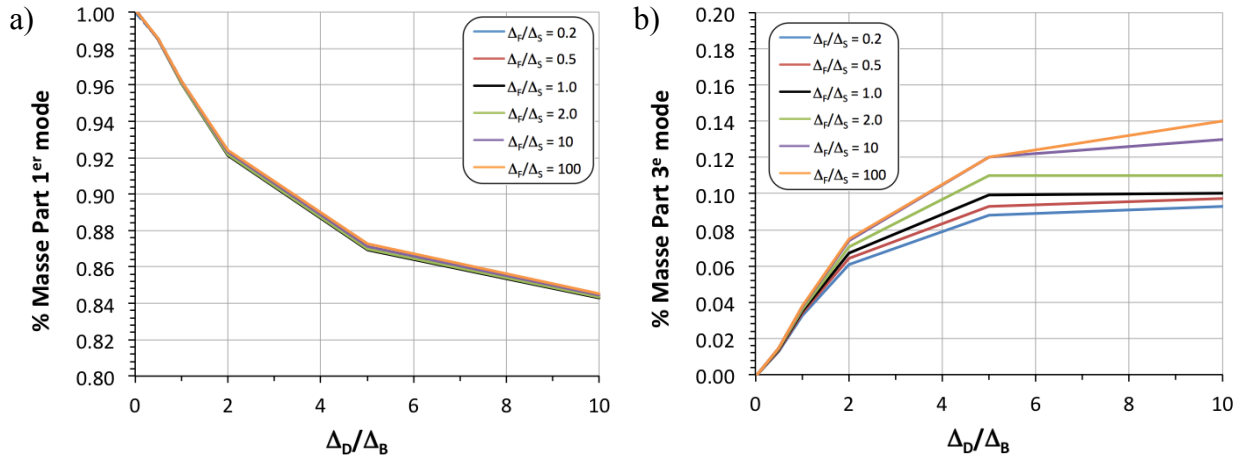 a)
% Masse Part 1er mode
1.00
0.98
0.96
0.94
0.92
0.90
0.88
0.86
0.84
0.82
0.80
0
2
4
6
8
10
ΔD/ΔB
ΔF/ΔS = 0.2
ΔF/ΔS = 0.5
ΔF/ΔS = 1.0
ΔF/ΔS = 2.0
ΔF/ΔS = 10
ΔF/ΔS = 100
b)
% Masse Part 3e mode
0.20
0.18
0.16
0.14
0.12
0.10
0.08
0.06
0.04
0.02
0.00
0
2
4
6
8
10
ΔD/ΔB
ΔF/ΔS = 0.2
ΔF/ΔS = 0.5
ΔF/ΔS = 1.0
ΔF/ΔS = 2.0
ΔF/ΔS = 10
ΔF/ΔS = 100